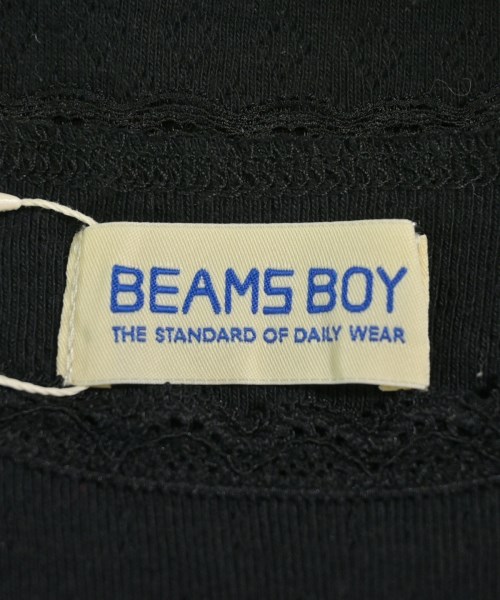 BEAMS BOY
THE STANDARD OF DAILY WEAR